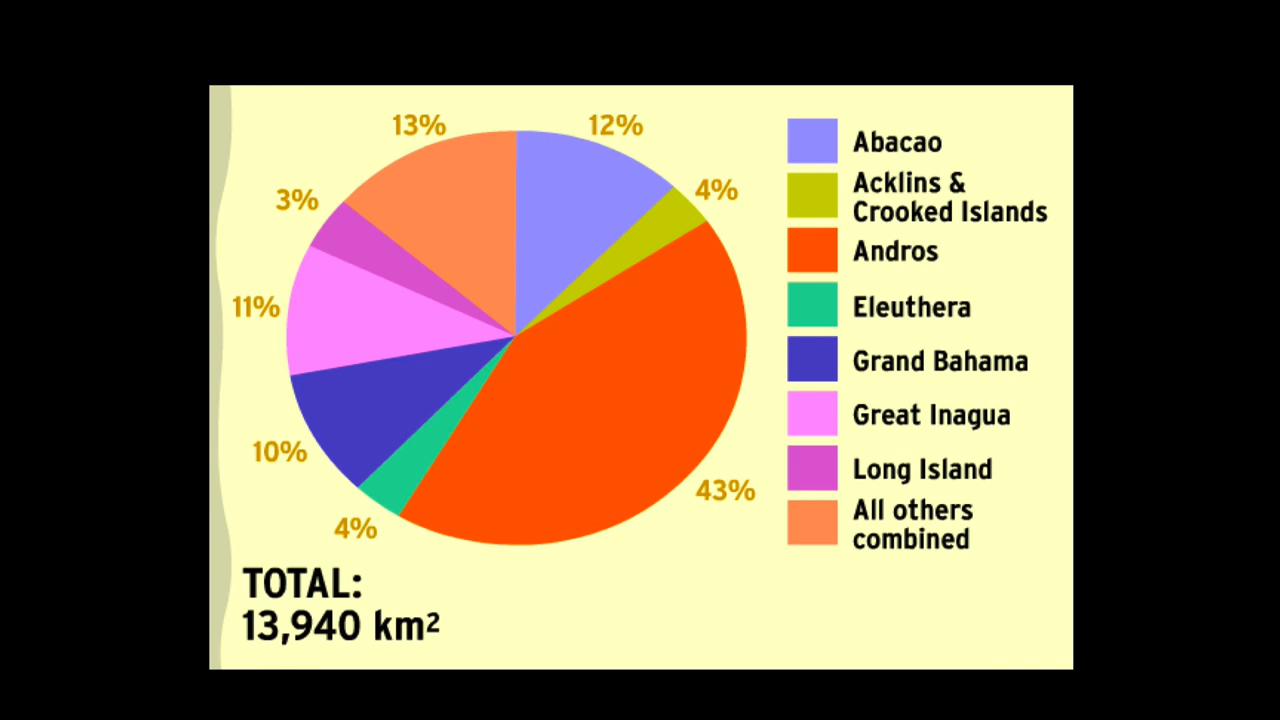 13%
12%
3%
4%
11%
10%
43%
4%
Abacao
Acklins &
Crooked Islands
Andros
Eleuthera
Grand Bahama
Great Inagua
Long Island
All others
combined
TOTAL:
13,940 km²